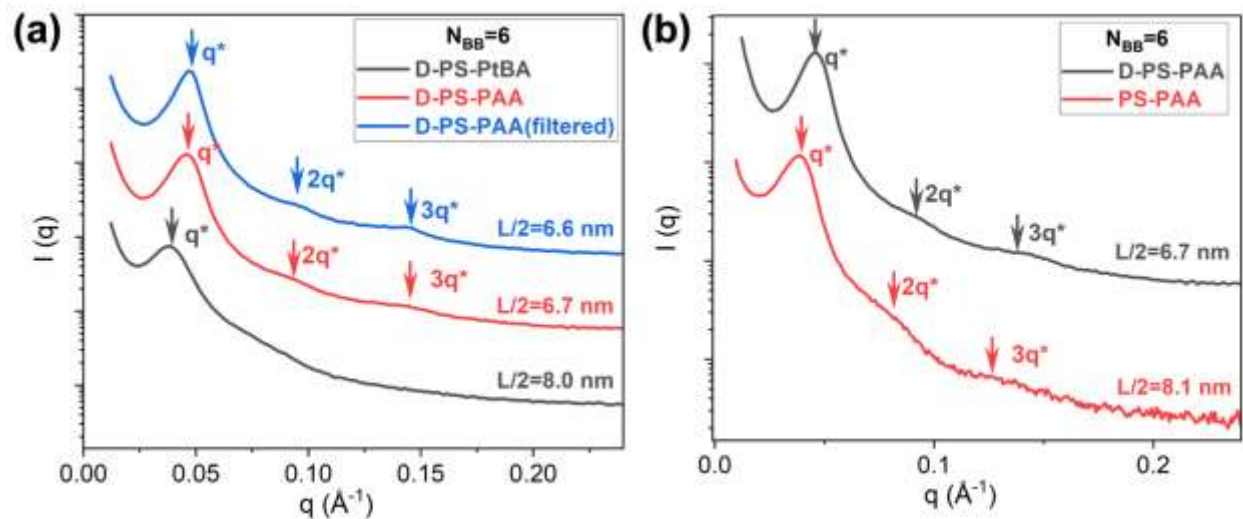 (a)
N_BB=6
D-PS-PtBA
D-PS-PAA
D-PS-PAA(filtered)
q*
2q*
3q*
L/2=6.6 nm
q*
2q*
3q*
L/2=6.7 nm
q*
L/2=8.0 nm
I (q)
0.00 0.05 0.10 0.15 0.20
q (Å⁻¹)
(b)
N_BB=6
D-PS-PAA
PS-PAA
q*
2q*
3q*
L/2=6.7 nm
q*
2q*
3q*
L/2=8.1 nm
I (q)
0.0 0.1 0.2
q (Å⁻¹)